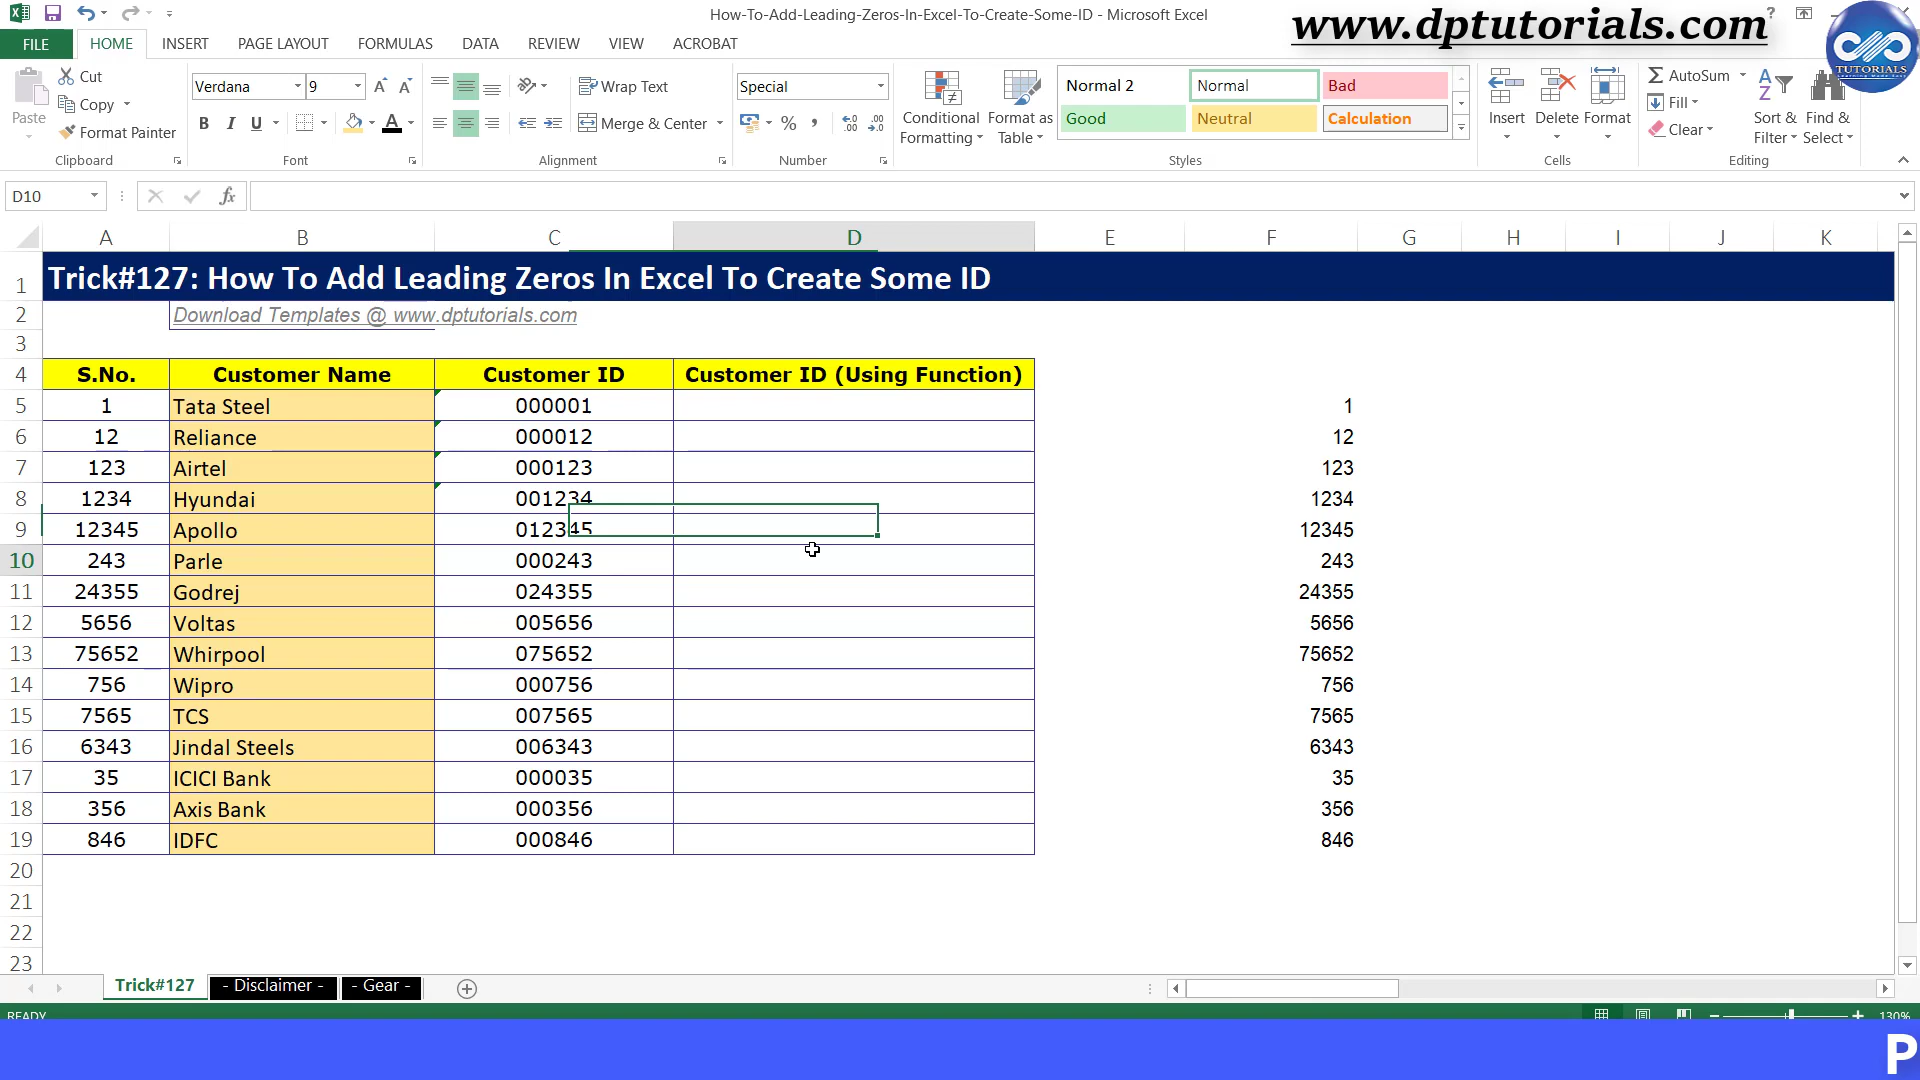 How-To-Add-Leading-Zeros-In-Excel-To-Create-Some-ID - Microsoft Excel
www.dptutorials.com
TUTORIALS
FILE HOME INSERT PAGE LAYOUT FORMULAS DATA REVIEW VIEW ACROBAT
Paste
Cut
Copy
Format Painter
Clipboard
Verdana 9
B I U
Font
Wrap Text
Merge & Center
Alignment
Special
% ,
Number
Conditional Formatting
Format as Table
Normal 2 Normal Bad
Good Neutral Calculation
Styles
Insert Delete Format
Cells
AutoSum
Fill
Clear
Sort & Filter
Find & Select
Editing
D10 fx
A B C D E F G H I J K
1 Trick#127: How To Add Leading Zeros In Excel To Create Some ID
2 Download Templates @ www.dptutorials.com
3
4 S.No. Customer Name Customer ID Customer ID (Using Function)
5 1 Tata Steel 000001 1
6 12 Reliance 000012 12
7 123 Airtel 000123 123
8 1234 Hyundai 001234 1234
9 12345 Apollo 012345 12345
10 243 Parle 000243 243
11 24355 Godrej 024355 24355
12 5656 Voltas 005656 5656
13 75652 Whirpool 075652 75652
14 756 Wipro 000756 756
15 7565 TCS 007565 7565
16 6343 Jindal Steels 006343 6343
17 35 ICICI Bank 000035 35
18 356 Axis Bank 000356 356
19 846 IDFC 000846 846
20
21
22
23
Trick#127 - Disclaimer - - Gear -
READY 130%
P